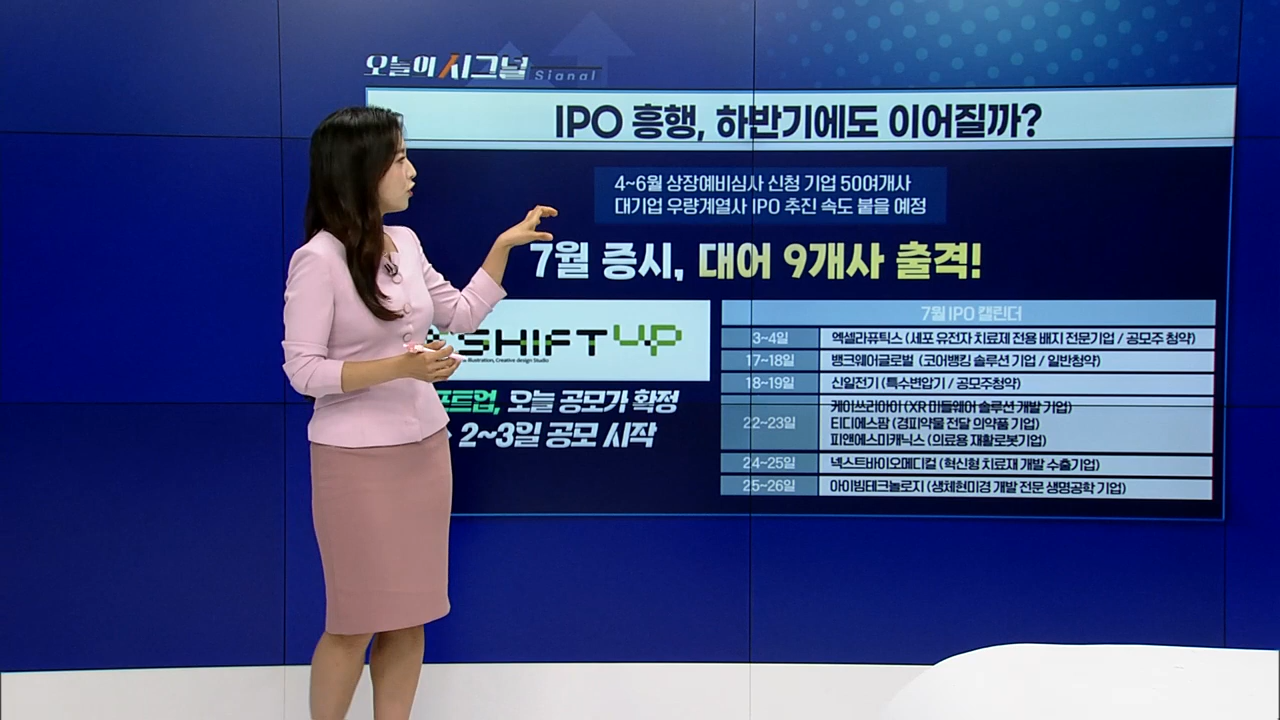 오늘의 시그널
Signal
IPO 흥행, 하반기에도 이어질까?
4~6월 상장예비심사 신청 기업 50여개사
대기업 우량계열사 IPO 추진 속도 붙을 예정
7월 증시, 대어 9개사 출격!
SHIFT UP
Illustration, Creative design Studio
프트업, 오늘 공모가 확정
2~3일 공모 시작
7월 IPO 캘린더
3~4일 엑셀라퓨틱스 (세포 유전자 치료제 전용 배지 전문기업 / 공모주 청약)
17~18일 뱅크웨어글로벌 (코어뱅킹 솔루션 기업 / 일반청약)
18~19일 신일전기 (특수변압기 / 공모주청약)
22~23일 케이쓰리아이 (XR 미들웨어 솔루션 개발 기업)
티디에스팜 (경피약물 전달 의약품 기업)
피앤에스미캐닉스 (의료용 재활로봇기업)
24~25일 넥스트바이오메디컬 (혁신형 치료재 개발 수출기업)
25~26일 아이빔테크놀로지 (생체현미경 개발 전문 생명공학 기업)